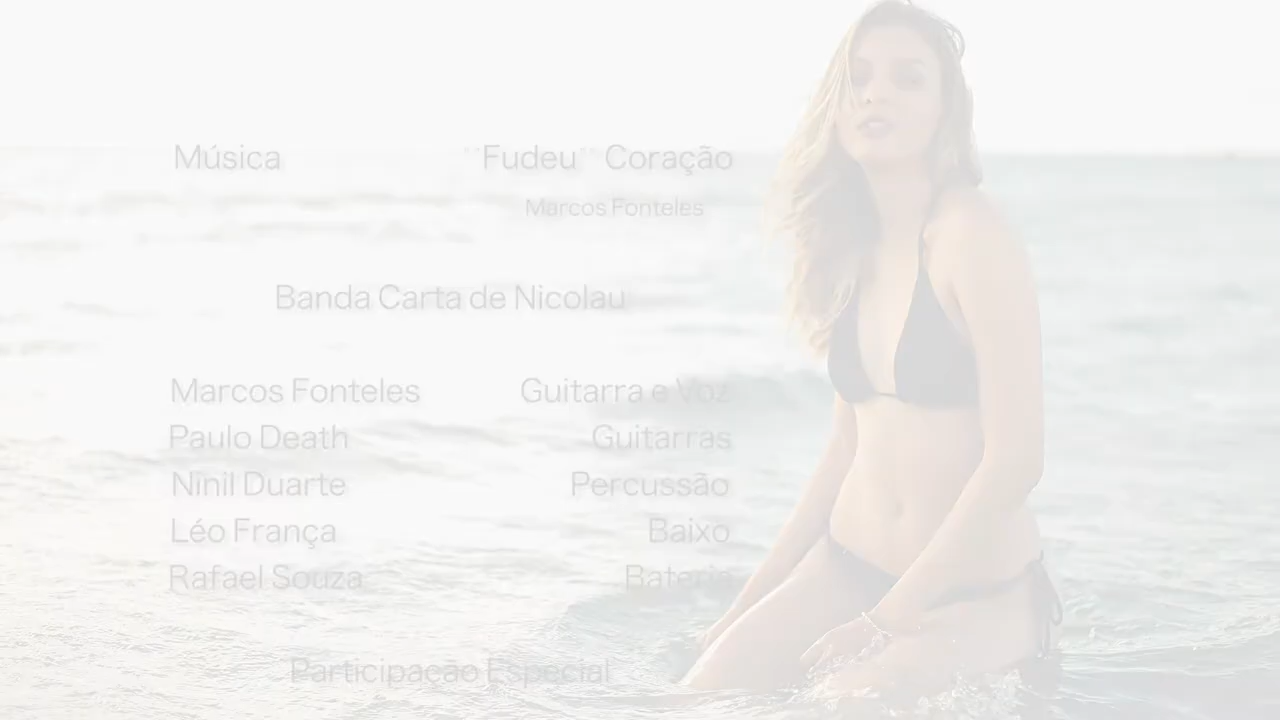 Música ``Fudeu`` Coração
Marcos Fonteles
Banda Carta de Nicolau
Marcos Fonteles Guitarra e Voz
Paulo Death Guitarras
Ninil Duarte Percussão
Léo França Baixo
Rafael Souza Bateria
Participação Especial